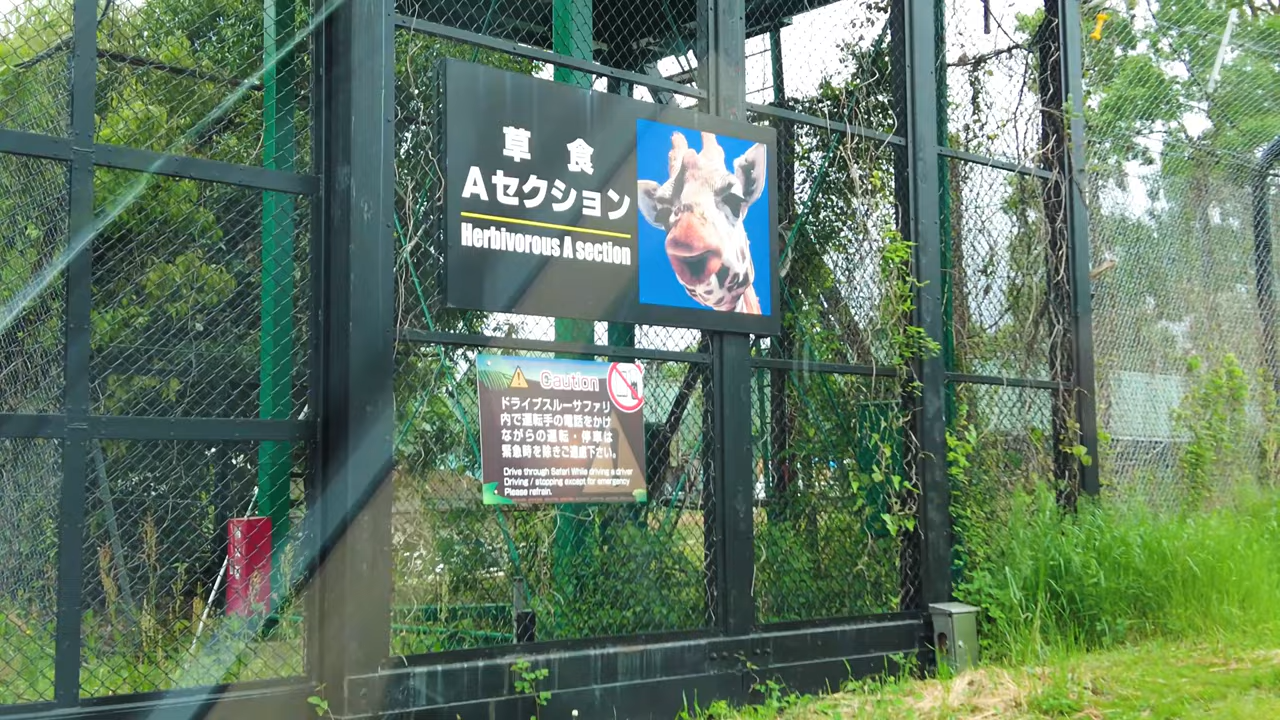 草食
Aセクション
Herbivorous A section
Caution
ドライブスルーサファリ
内で運転手の電話をかけ
ながらの運転・停車は
緊急時を除きご遠慮下さい。
Drive through Safari While driving a driver
Driving / stopping except for emergency
Please refrain.